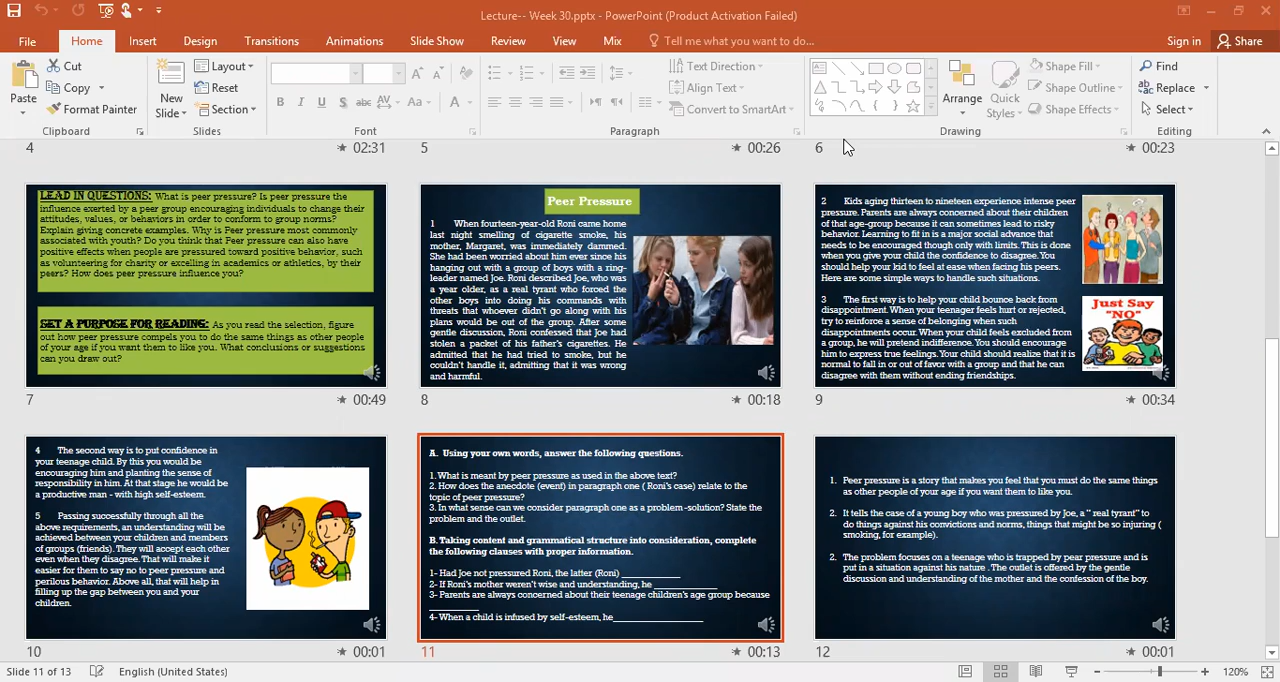 Lecture-- Week 30.pptx - PowerPoint (Product Activation Failed)
File Home Insert Design Transitions Animations Slide Show Review View Mix Tell me what you want to do... Sign in Share
Paste
Cut
Copy
Format Painter
Clipboard
New
Slide
Layout
Reset
Section
Slides
B I U S abc AV Aa A
Font
Text Direction
Align Text
Convert to SmartArt
Paragraph
Arrange
Quick
Styles
Shape Fill
Shape Outline
Shape Effects
Drawing
Find
Replace
Select
Editing
4 02:31 5 00:26 6 00:23
LEAD IN QUESTIONS: What is peer pressure? Is peer pressure the
influence exerted by a peer group encouraging individuals to change their
attitudes, values, or behaviors in order to conform to group norms?
Explain giving concrete examples. Why is Peer pressure most commonly
associated with youth? Do you think that Peer pressure can also have
positive effects when people are pressured toward positive behavior, such
as volunteering for charity or excelling in academics or athletics, by their
peers? How does peer pressure influence you?
SET A PURPOSE FOR READING: As you read the selection, figure
out how peer pressure compels you to do the same things as other people
of your age if you want them to like you. What conclusions or suggestions
can you draw out?
7 00:49
Peer Pressure
1 When fourteen-year-old Roni came home
last night smelling of cigarette smoke, his
mother, Margaret, was immediately dammed.
She had been worried about him ever since his
hanging out with a group of boys with a ring-
leader named Joe. Roni described Joe, who was
a year older, as a real tyrant who forced the
other boys into doing his commands with
threats that whoever didn't go along with his
plans would be out of the group. After some
gentle discussion, Roni confessed that Joe had
stolen a packet of his father's cigarettes. He
admitted that he had tried to smoke, but he
couldn't handle it, admitting that it was wrong
and harmful.
8 00:18
2 Kids aging thirteen to nineteen experience intense peer
pressure. Parents are always concerned about their children
of that age-group because it can sometimes lead to risky
behavior. Learning to fit in is a major social advance that
needs to be encouraged though only with limits. This is done
when you give your child the confidence to disagree. You
should help your kid to feel at ease when facing his peers.
Here are some simple ways to handle such situations.
3 The first way is to help your child bounce back from
disappointment. When your teenager feels hurt or rejected,
try to reinforce a sense of belonging when such
disappointments occur. When your child feels excluded from
a group, he will pretend indifference. You should encourage
him to express true feelings. Your child should realize that it is
normal to fall in or out of favor with a group and that he can
disagree with them without ending friendships.
Just Say
"NO"
9 00:34
4 The second way is to put confidence in
your teenage child. By this you would be
encouraging him and planting the sense of
responsibility in him. At that stage he would be
a productive man - with high self-esteem.
5 Passing successfully through all the
above requirements, an understanding will be
achieved between your children and members
of groups (friends). They will accept each other
even when they disagree. That will make it
easier for them to say no to peer pressure and
perilous behavior. Above all, that will help in
filling up the gap between you and your
children.
10 00:01
A. Using your own words, answer the following questions.
1.What is meant by peer pressure as used in the above text?
2. How does the anecdote (event) in paragraph one ( Roni's case) relate to the
topic of peer pressure?
3. In what sense can we consider paragraph one as a problem -solution? State the
problem and the outlet.
B. Taking content and grammatical structure into consideration, complete
the following clauses with proper information.
1- Had Joe not pressured Roni, the latter (Roni) ____________
2- If Roni's mother weren't wise and understanding, he ____________
3- Parents are always concerned about their teenage children's age group because
__________
4- When a child is infused by self-esteem, he__________________
11 00:13
1. Peer pressure is a story that makes you feel that you must do the same things
as other people of your age if you want them to like you.
2. It tells the case of a young boy who was pressured by Joe, a " real tyrant" to
do things against his convictions and norms, things that might be so injuring (
smoking, for example).
2. The problem focuses on a teenager who is trapped by pear pressure and is
put in a situation against his nature . The outlet is offered by the gentle
discussion and understanding of the mother and the confession of the boy.
12 00:01
Slide 11 of 13 English (United States) 120%